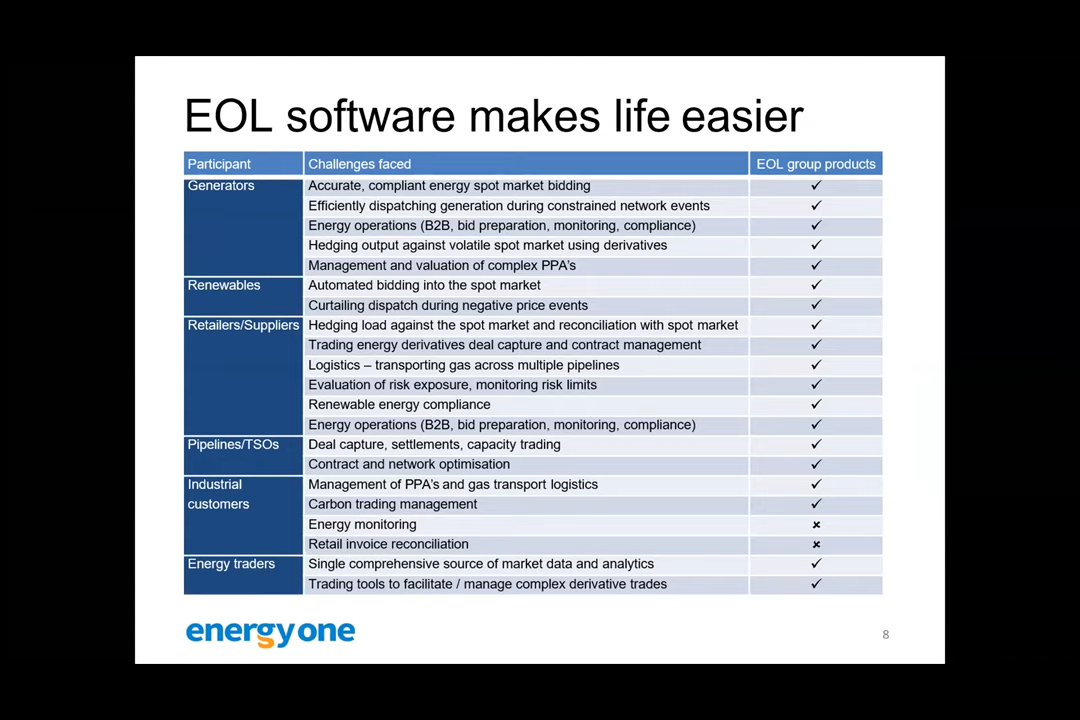 EOL software makes life easier
Participant Challenges faced EOL group products
Generators Accurate, compliant energy spot market bidding ✓
Efficiently dispatching generation during constrained network events ✓
Energy operations (B2B, bid preparation, monitoring, compliance) ✓
Hedging output against volatile spot market using derivatives ✓
Management and valuation of complex PPA's ✓
Renewables Automated bidding into the spot market ✓
Curtailing dispatch during negative price events ✓
Retailers/Suppliers Hedging load against the spot market and reconciliation with spot market ✓
Trading energy derivatives deal capture and contract management ✓
Logistics – transporting gas across multiple pipelines ✓
Evaluation of risk exposure, monitoring risk limits ✓
Renewable energy compliance ✓
Energy operations (B2B, bid preparation, monitoring, compliance) ✓
Pipelines/TSOs Deal capture, settlements, capacity trading ✓
Contract and network optimisation ✓
Industrial Management of PPA's and gas transport logistics ✓
customers Carbon trading management ✓
Energy monitoring ✗
Retail invoice reconciliation ✗
Energy traders Single comprehensive source of market data and analytics ✓
Trading tools to facilitate / manage complex derivative trades ✓
energyone
8